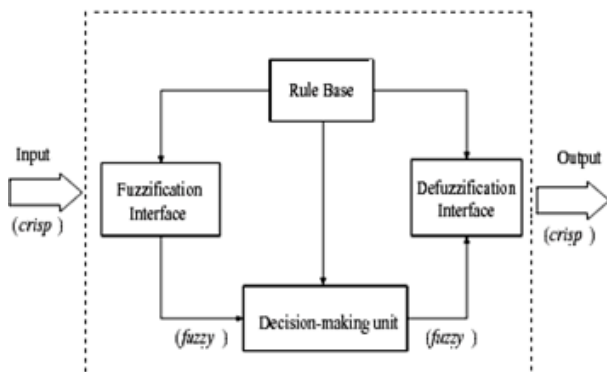 Rule Base
Input
Output
Fuzzification
Interface
Defuzzification
Interface
(crisp )
(crisp )
Decision-making unit
(fuzzy )
(fuzzy )